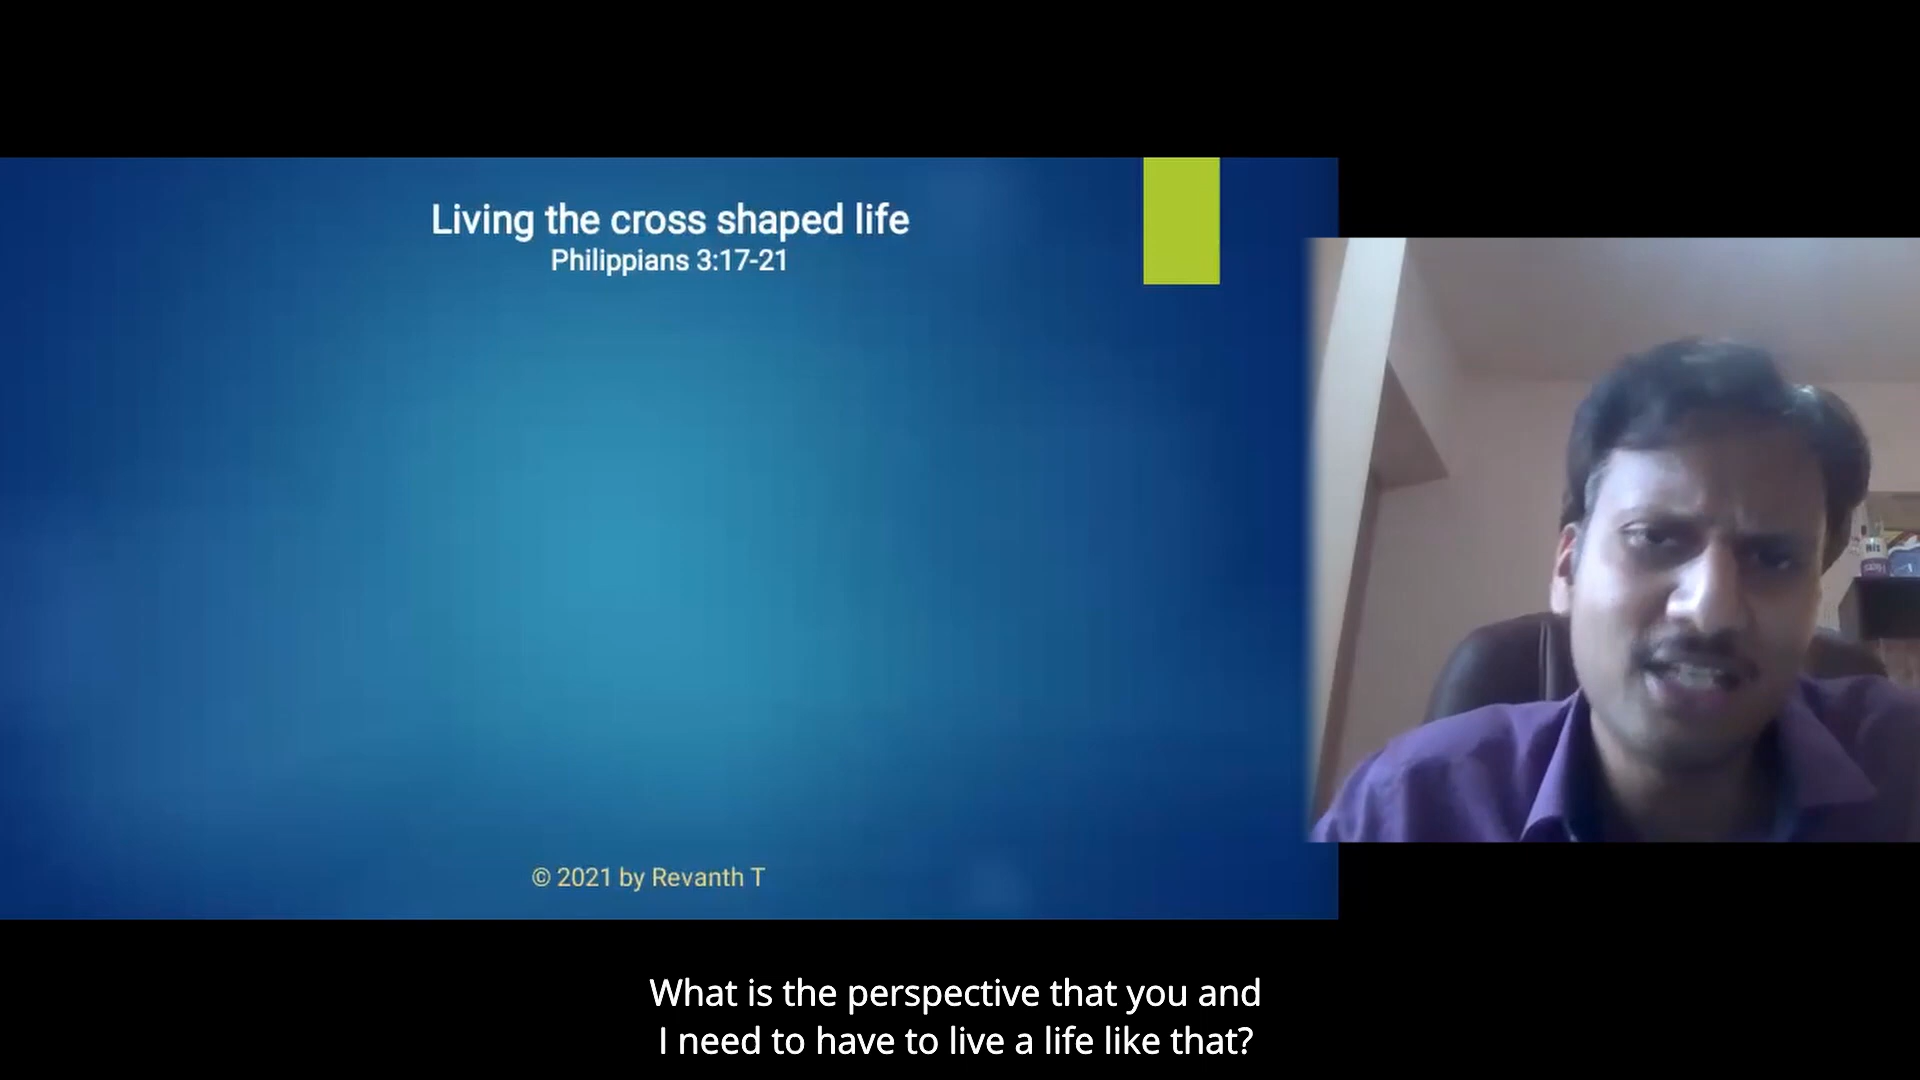 Living the cross shaped life
Philippians 3:17-21
© 2021 by Revanth T
What is the perspective that you and
I need to have to live a life like that?